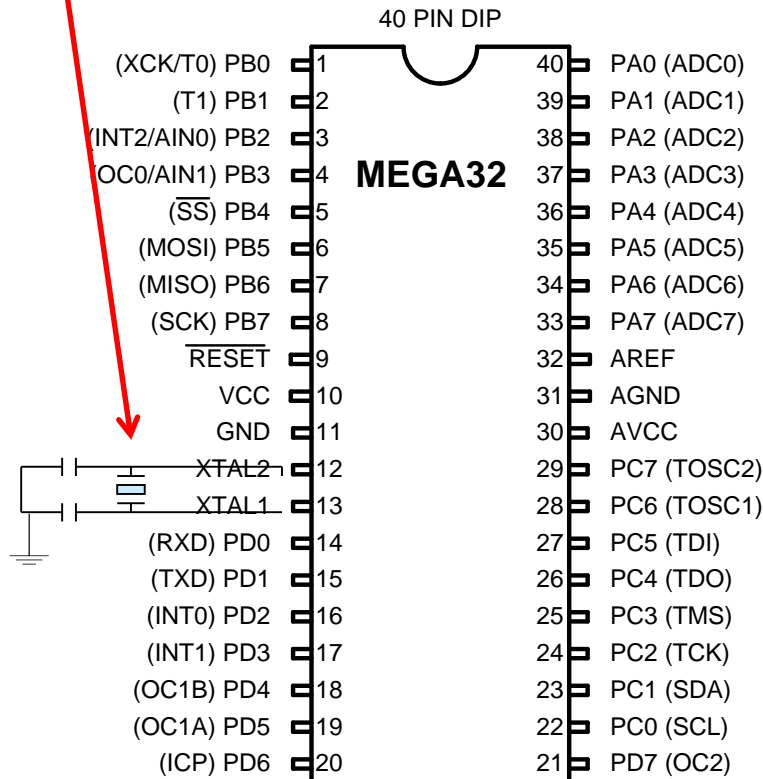 40 PIN DIP
(XCK/T0) PB0 1 40 PA0 (ADC0)
(T1) PB1 2 39 PA1 (ADC1)
(INT2/AIN0) PB2 3 38 PA2 (ADC2)
(OC0/AIN1) PB3 4 MEGA32 37 PA3 (ADC3)
(S̅S̅) PB4 5 36 PA4 (ADC4)
(MOSI) PB5 6 35 PA5 (ADC5)
(MISO) PB6 7 34 PA6 (ADC6)
(SCK) PB7 8 33 PA7 (ADC7)
R̅E̅S̅E̅T̅ 9 32 AREF
VCC 10 31 AGND
GND 11 30 AVCC
XTAL2 12 29 PC7 (TOSC2)
XTAL1 13 28 PC6 (TOSC1)
(RXD) PD0 14 27 PC5 (TDI)
(TXD) PD1 15 26 PC4 (TDO)
(INT0) PD2 16 25 PC3 (TMS)
(INT1) PD3 17 24 PC2 (TCK)
(OC1B) PD4 18 23 PC1 (SDA)
(OC1A) PD5 19 22 PC0 (SCL)
(ICP) PD6 20 21 PD7 (OC2)